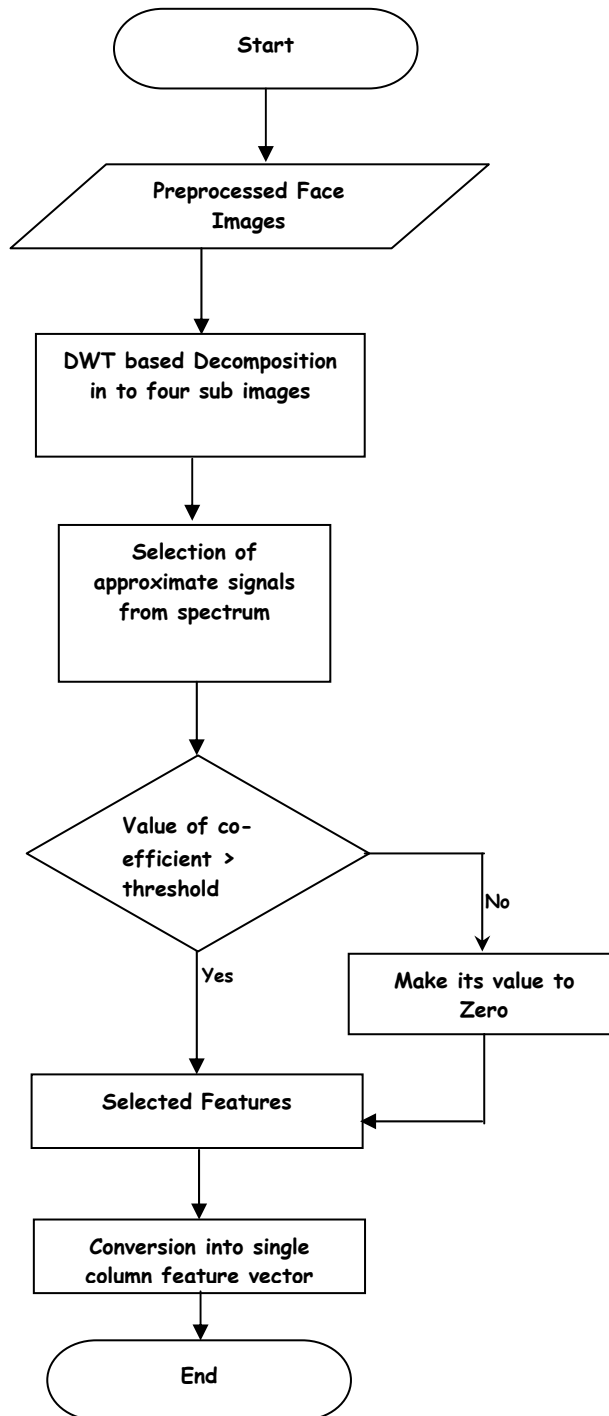 Start
Preprocessed Face
Images
DWT based Decomposition
in to four sub images
Selection of
approximate signals
from spectrum
Value of co-
efficient >
threshold
No
Yes
Make its value to
Zero
Selected Features
Conversion into single
column feature vector
End